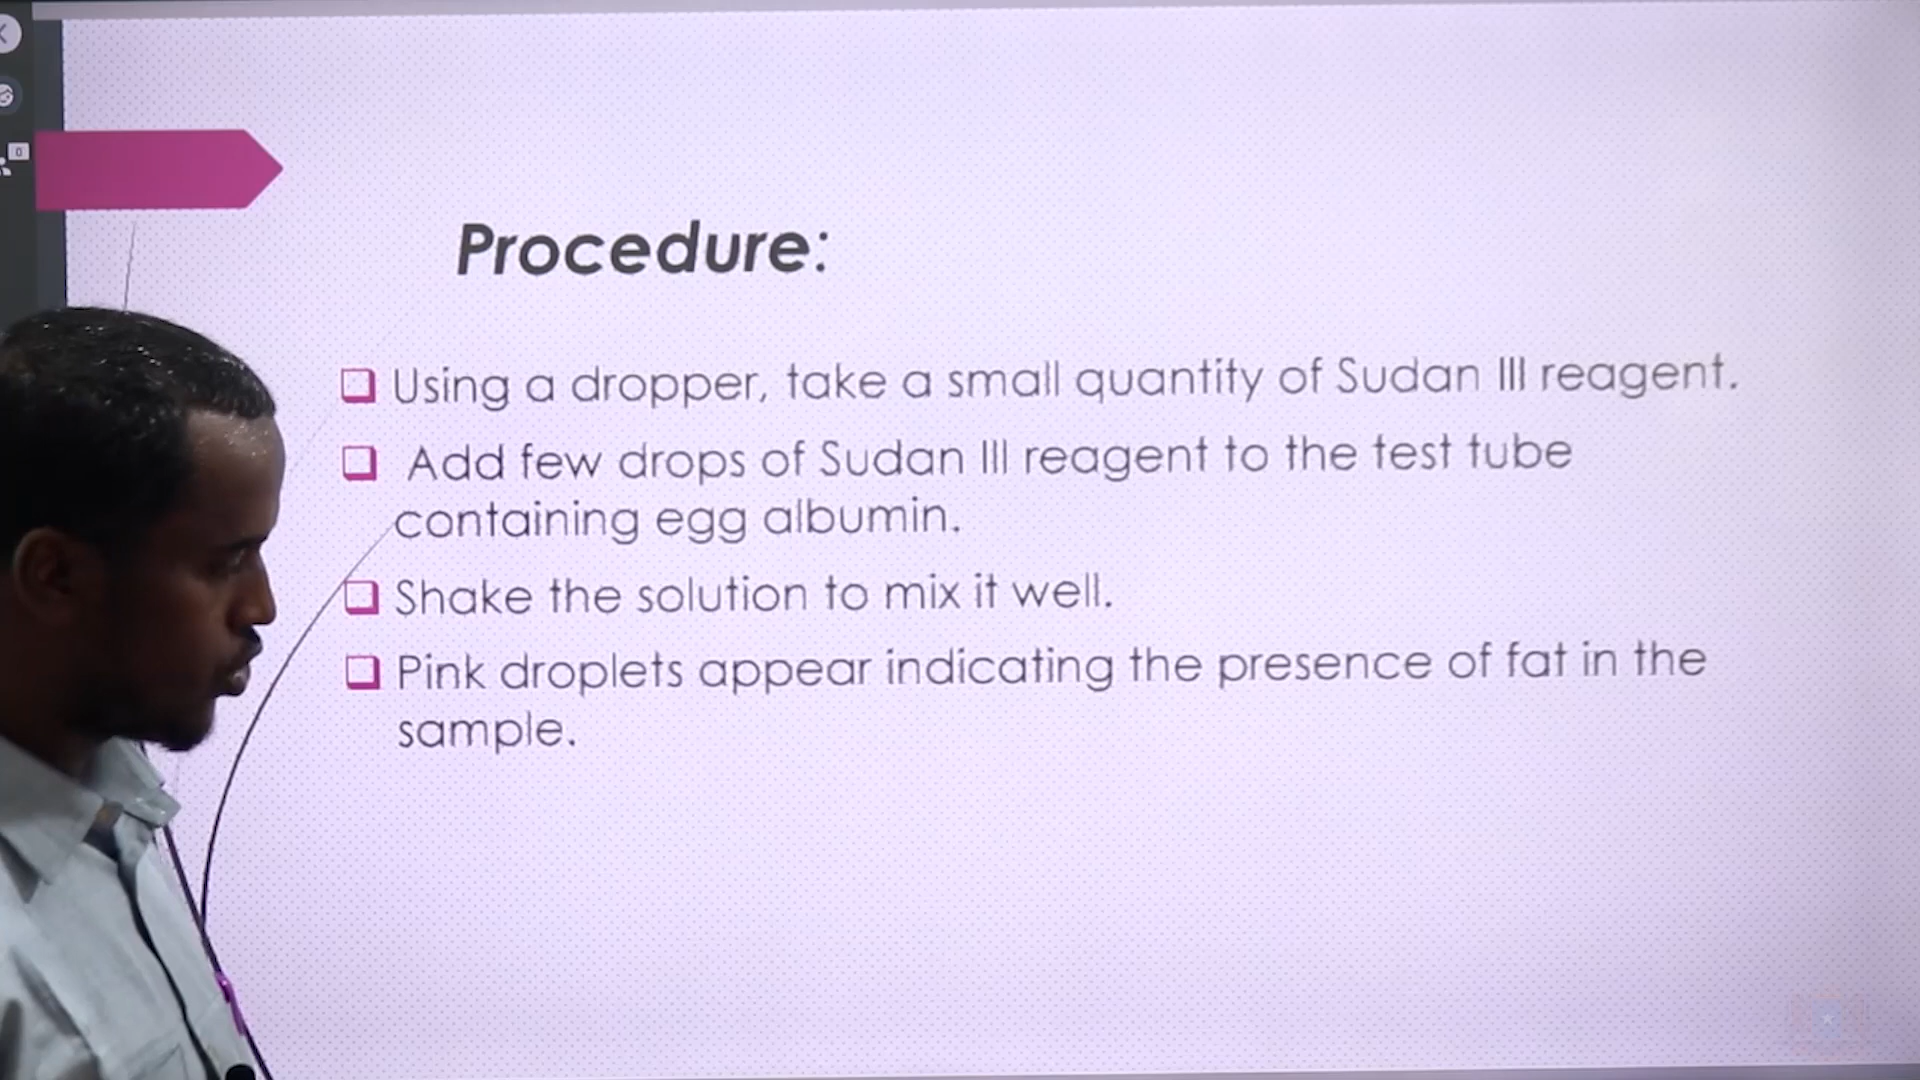 0
Procedure:
Using a dropper, take a small quantity of Sudan III reagent.
Add few drops of Sudan III reagent to the test tube
containing egg albumin.
Shake the solution to mix it well.
Pink droplets appear indicating the presence of fat in the
sample.